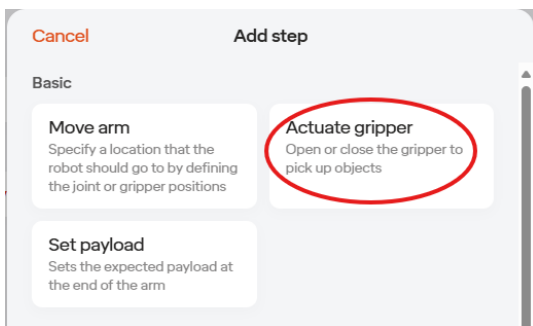 Cancel
Add step
Basic
Move arm
Specify a location that the
robot should go to by defining
the joint or gripper positions
Actuate gripper
Open or close the gripper to
pick up objects
Set payload
Sets the expected payload at
the end of the arm